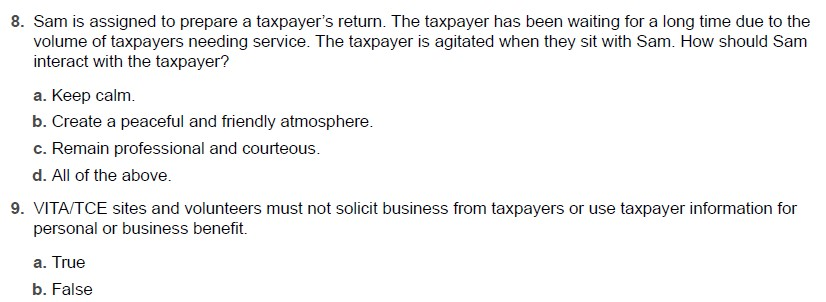 8. Sam is assigned to prepare a taxpayer’s return. The taxpayer has been waiting for a long time due to the
volume of taxpayers needing service. The taxpayer is agitated when they sit with Sam. How should Sam
interact with the taxpayer?
a. Keep calm.
b. Create a peaceful and friendly atmosphere.
c. Remain professional and courteous.
d. All of the above.
9. VITA/TCE sites and volunteers must not solicit business from taxpayers or use taxpayer information for
personal or business benefit.
a. True
b. False